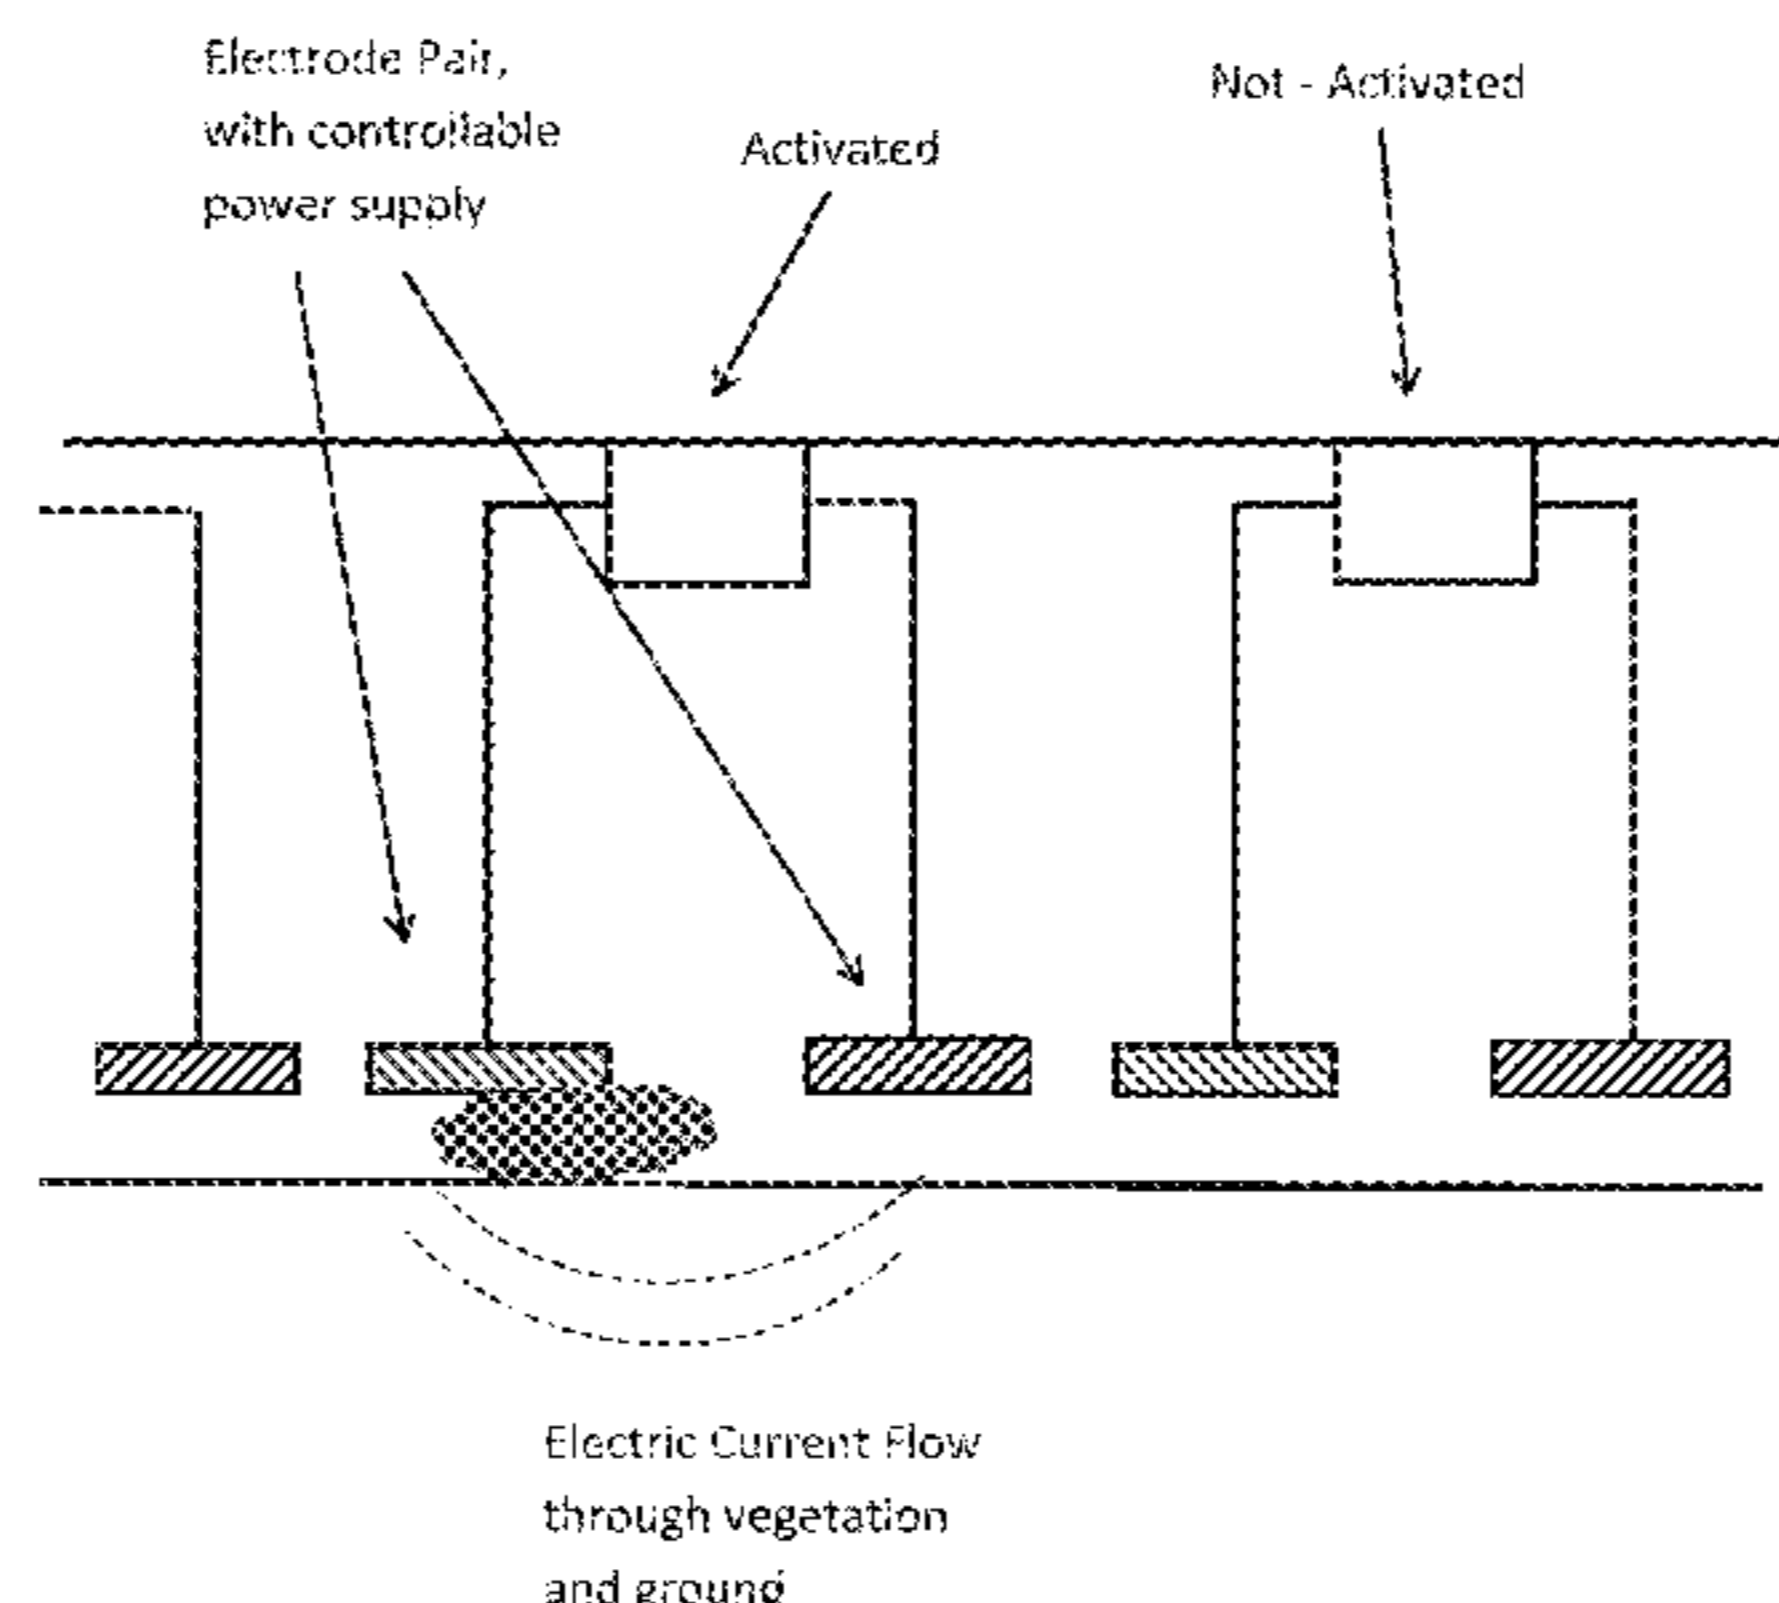 Electrode Pair,
with controllable
power supply
Activated
Not - Activated
Electric Current Flow
through vegetation
and ground